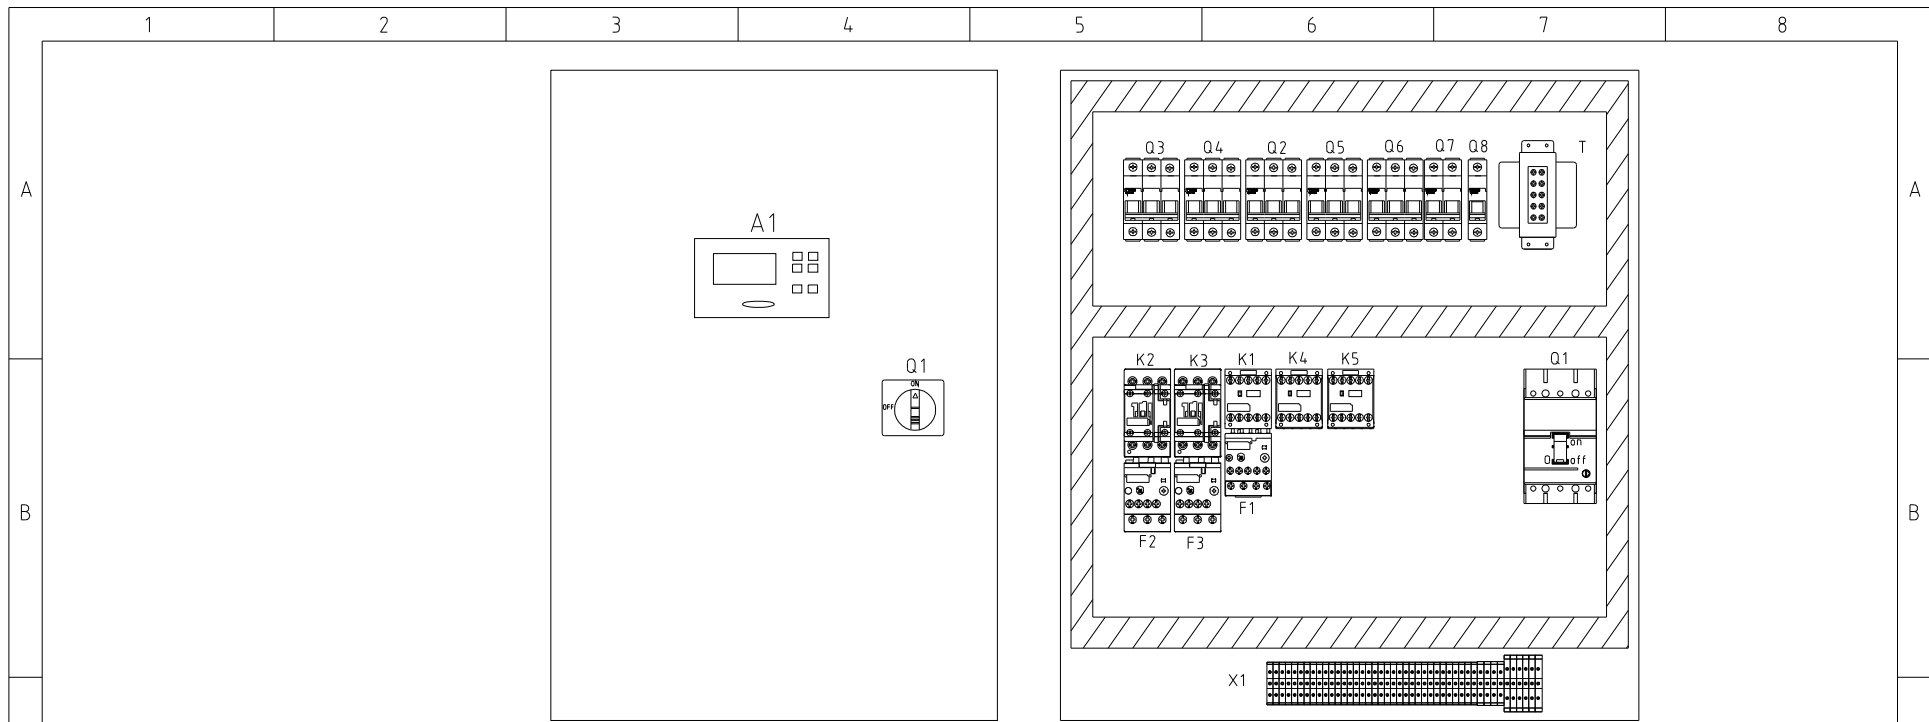 1 2 3 4 5 6 7 8
Q3 Q4 Q2 Q5 Q6 Q7 Q8 T
A A
A1
K2 K3 K1 K4 K5 Q1
Q1
ON
OFF
on
O off
B B
F1
F2 F3
X1